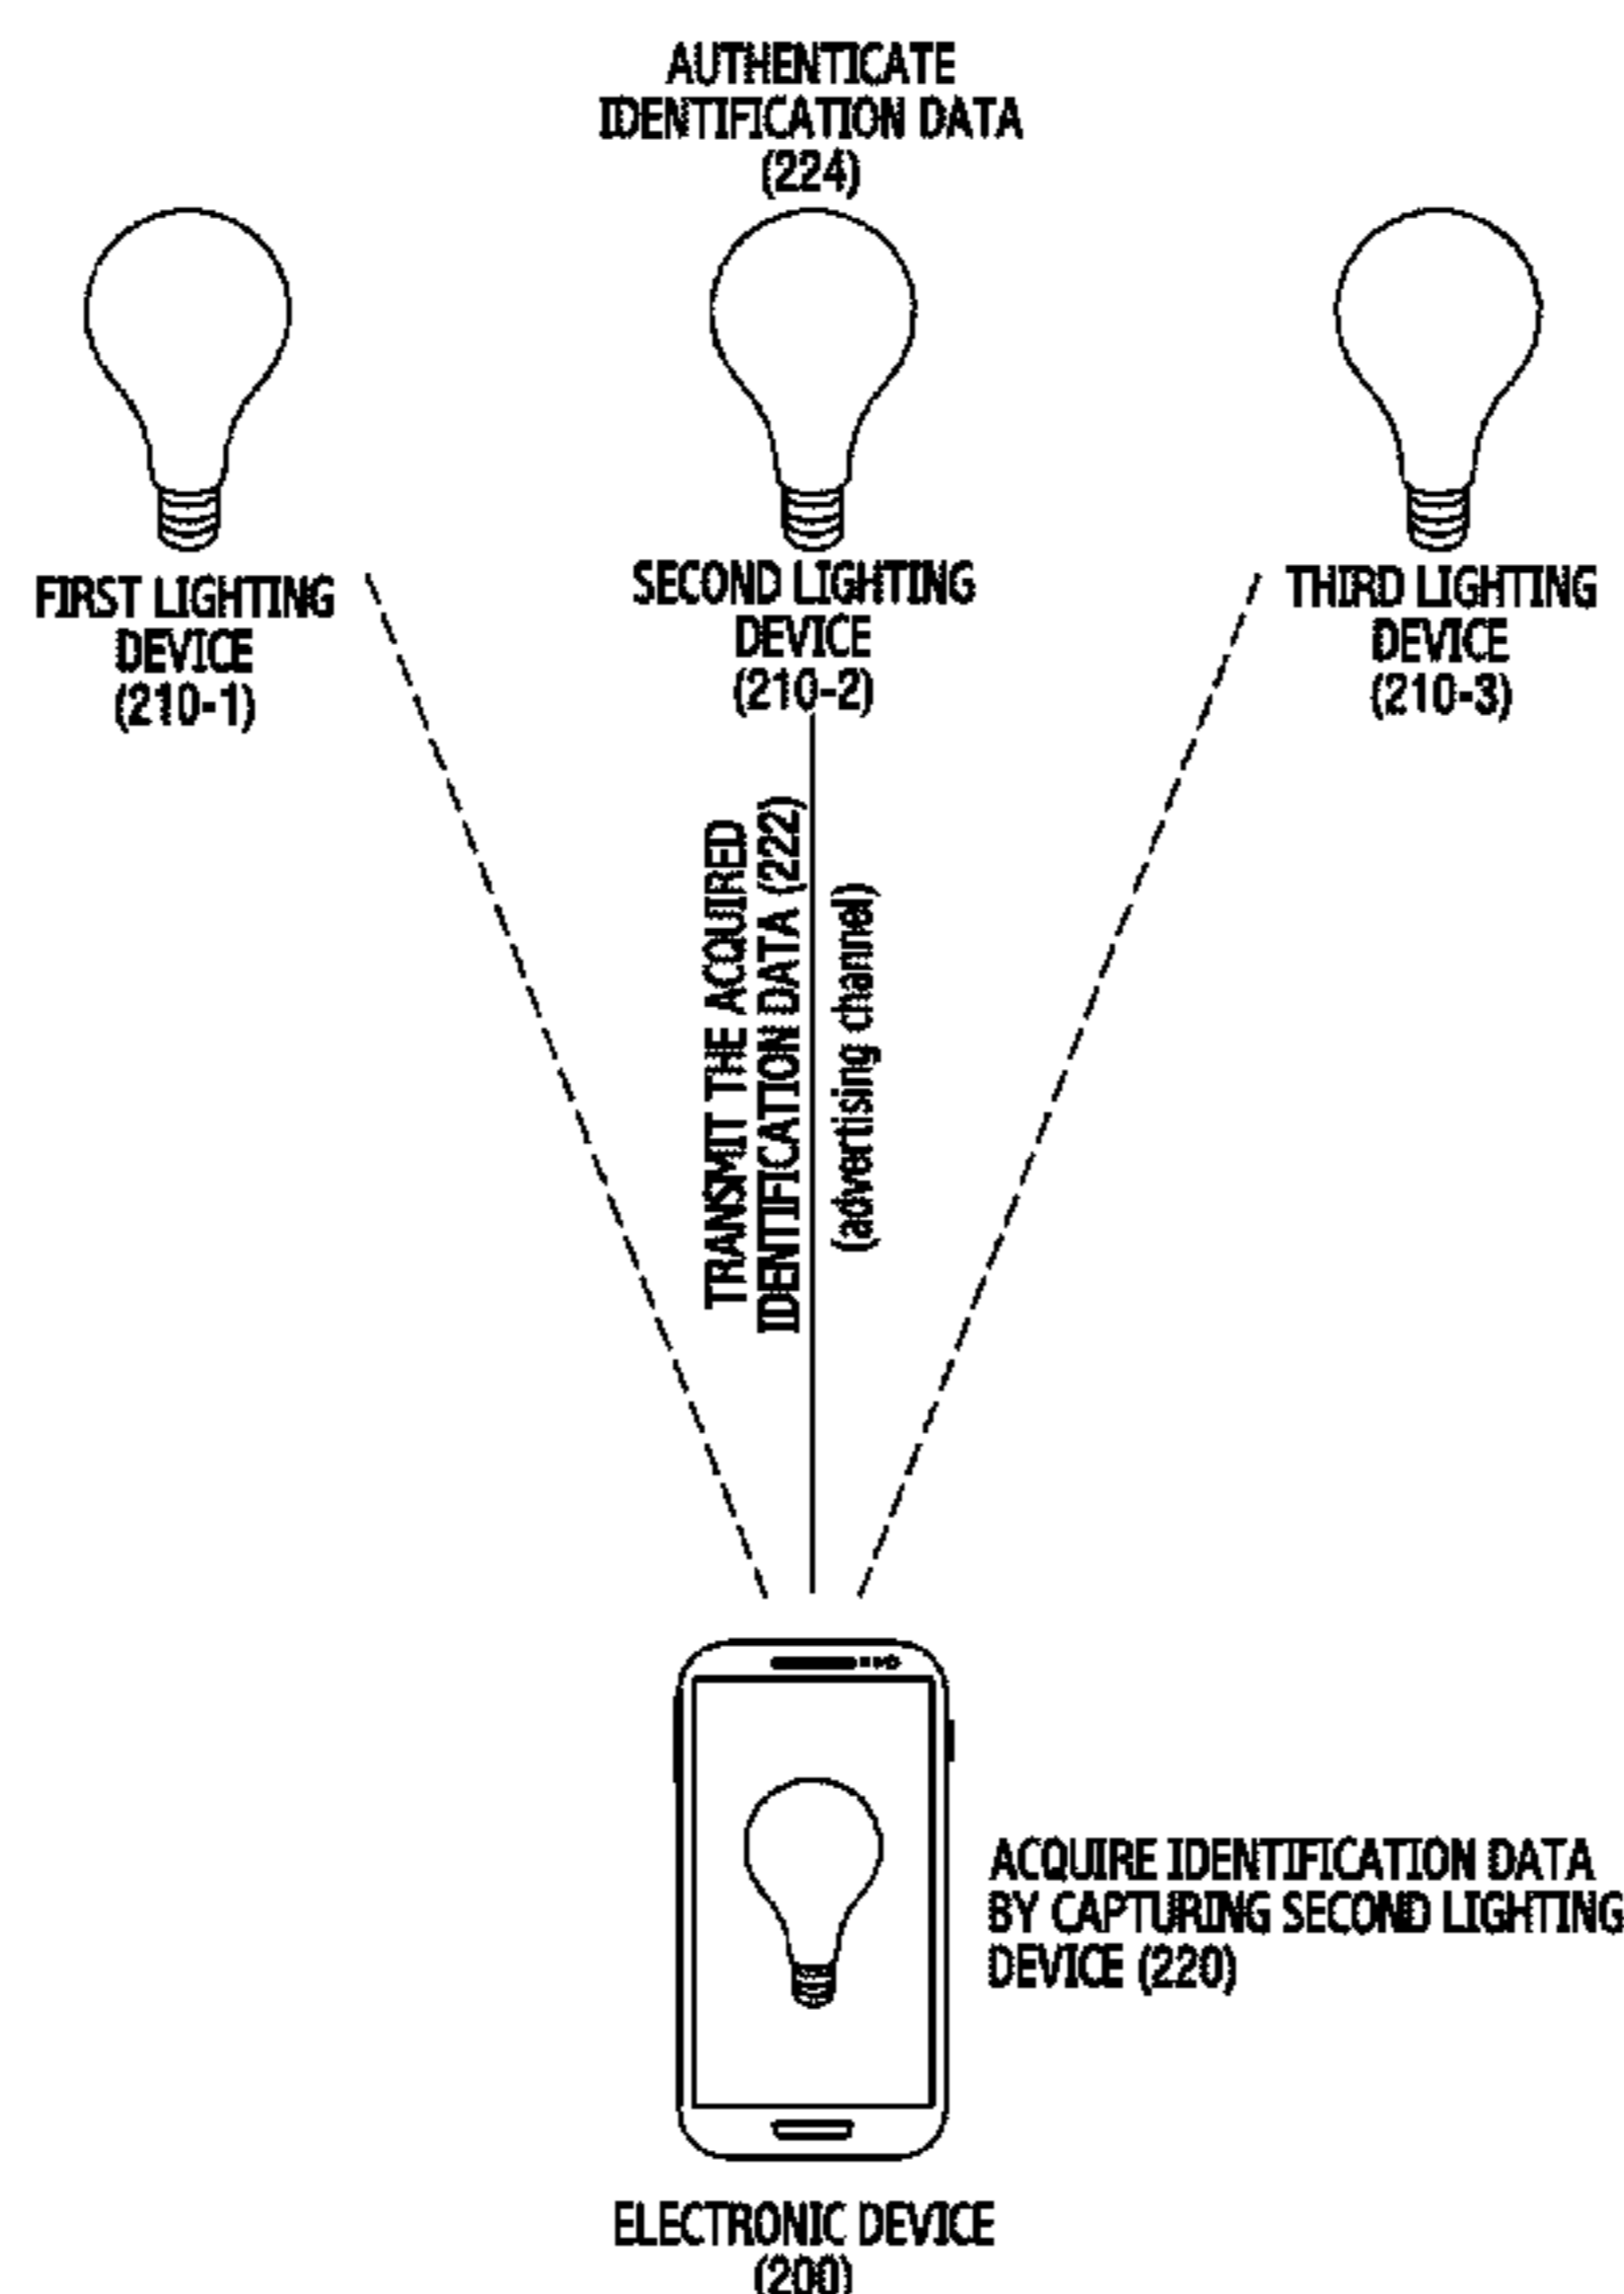 AUTHENTICATE
IDENTIFICATION DATA
(224)
FIRST LIGHTING
DEVICE
(210-1)
SECOND LIGHTING
DEVICE
(210-2)
THIRD LIGHTING
DEVICE
(210-3)
TRANSMIT THE ACQUIRED
IDENTIFICATION DATA (222)
(advertising channel)
ACQUIRE IDENTIFICATION DATA
BY CAPTURING SECOND LIGHTING
DEVICE (220)
ELECTRONIC DEVICE
(200)